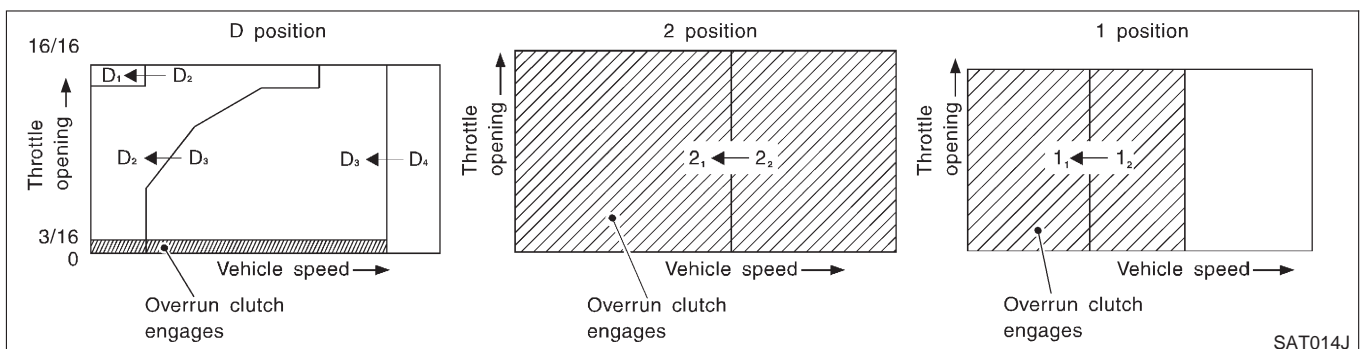 D position
16/16
D₁ ← D₂
Throttle opening →
D₂ ← D₃
D₃ ← D₄
3/16
0
Vehicle speed →
Overrun clutch
engages
2 position
Throttle
opening →
2₁ ← 2₂
Vehicle speed →
Overrun clutch
engages
1 position
Throttle
opening →
1₁ ← 1₂
Vehicle speed →
Overrun clutch
engages
SAT014J